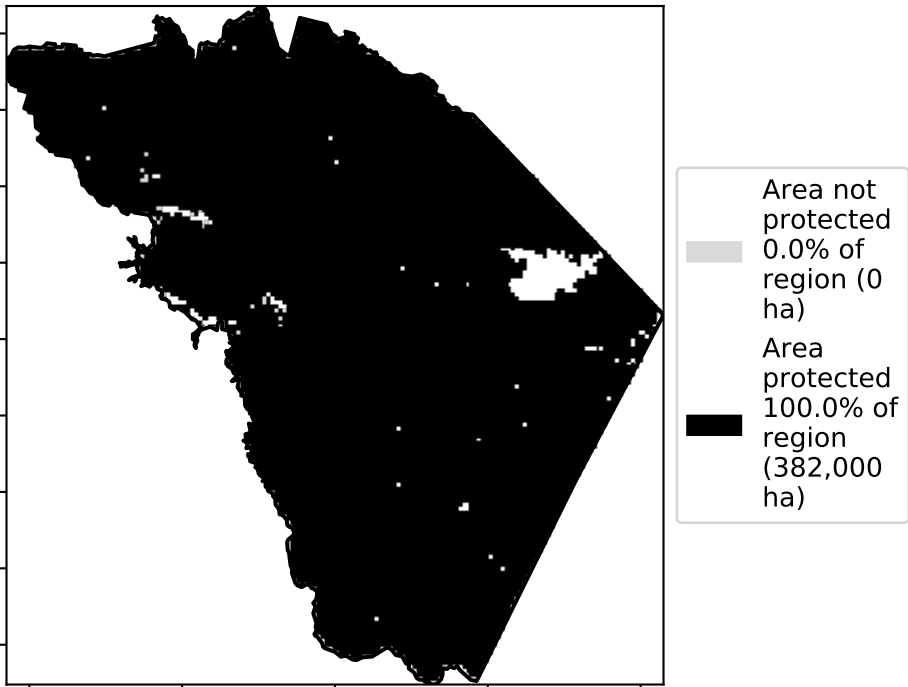 Area not
protected
0.0% of
region (0
ha)
Area
protected
100.0% of
region
(382,000
ha)